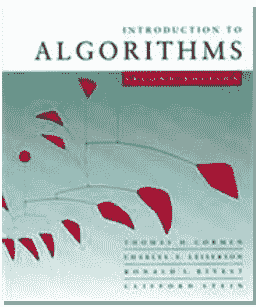 INTRODUCTION TO
ALGORITHMS
SECOND EDITION
THOMAS H. CORMEN
CHARLES E. LEISERSON
RONALD L. RIVEST
CLIFFORD STEIN